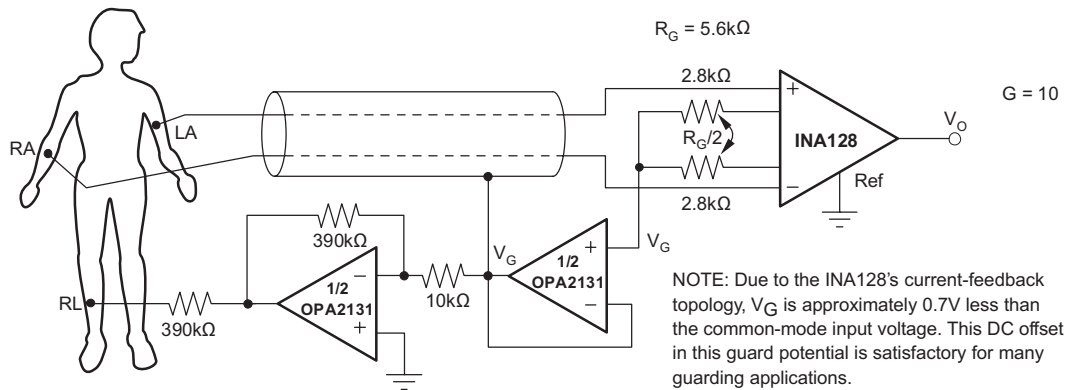 R_G = 5.6kΩ
2.8kΩ
G = 10
LA
RA
R_G/2
+
INA128
−
V_O
Ref
2.8kΩ
390kΩ
V_G
+
V_G
1/2
OPA2131
−
−
1/2
OPA2131
+
10kΩ
RL
390kΩ
NOTE: Due to the INA128's current-feedback
topology, V_G is approximately 0.7V less than
the common-mode input voltage. This DC offset
in this guard potential is satisfactory for many
guarding applications.